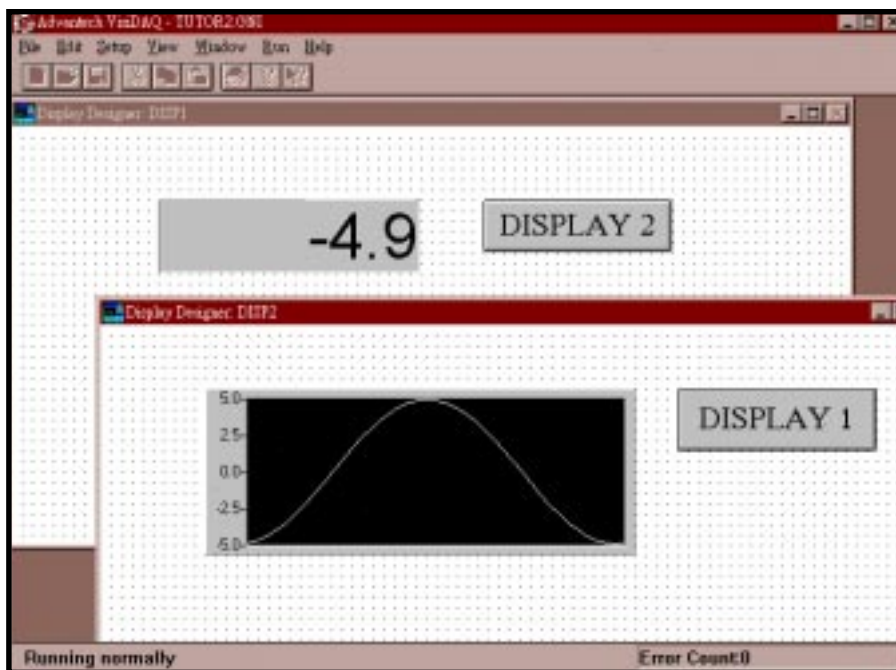 Advantech VisiDAQ - TUTOR2.GNI
File Edit Setup View Window Run Help
Display Designer: DISP1
-4.9
DISPLAY 2
Display Designer: DISP2
5.0
2.5
0.0
-2.5
-5.0
DISPLAY 1
Running normally
Error Count:0